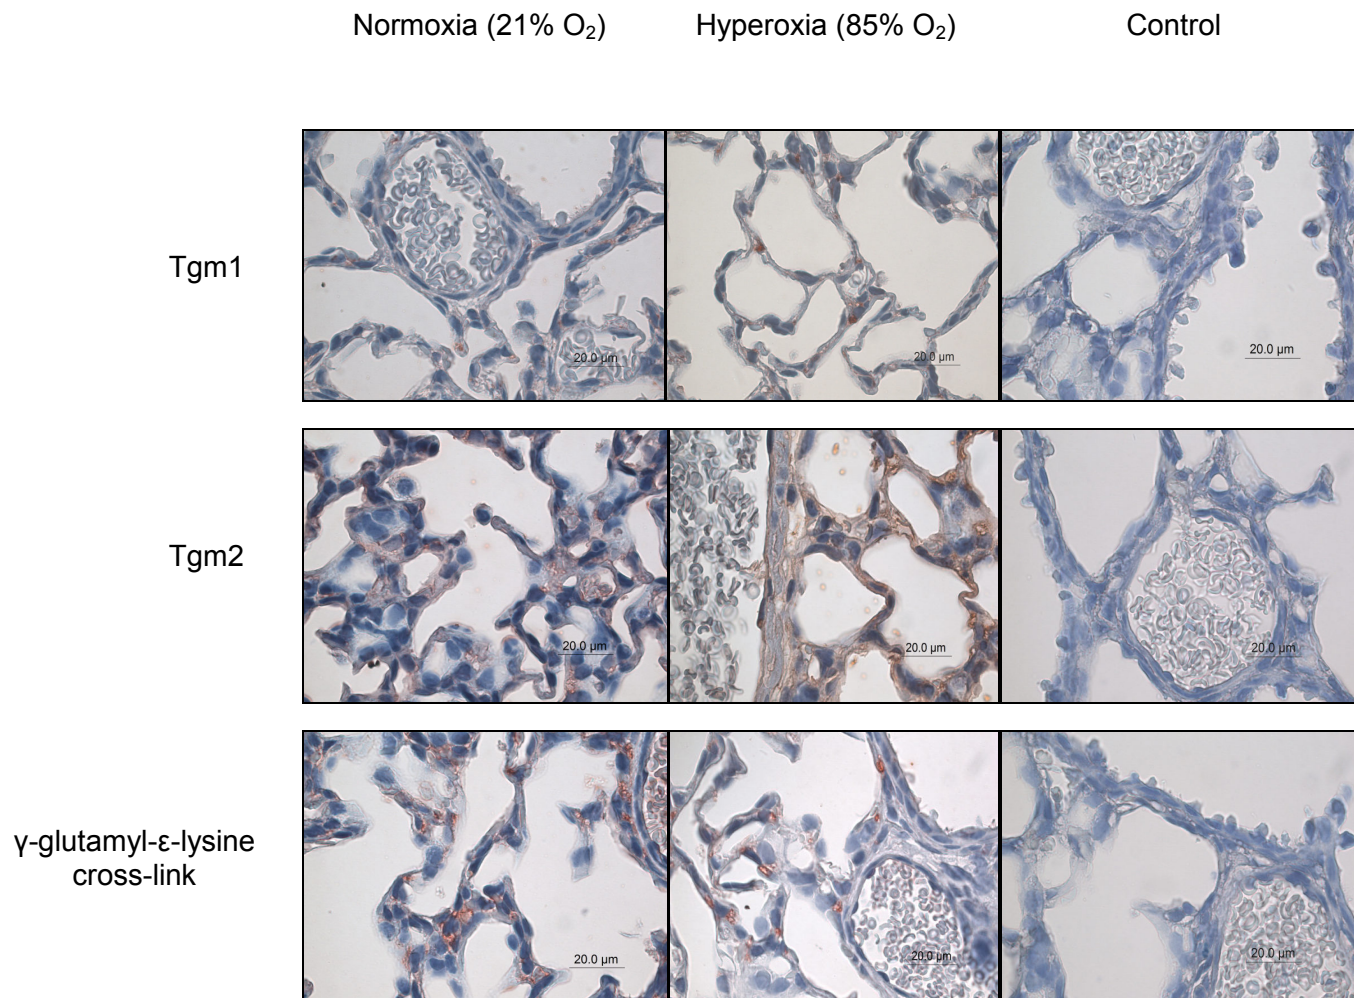 Normoxia (21% O₂) Hyperoxia (85% O₂) Control
Tgm1
20.0 µm 20.0 µm 20.0 µm
Tgm2
20.0 µm 20.0 µm 20.0 µm
γ-glutamyl-ε-lysine
cross-link
20.0 µm 20.0 µm 20.0 µm